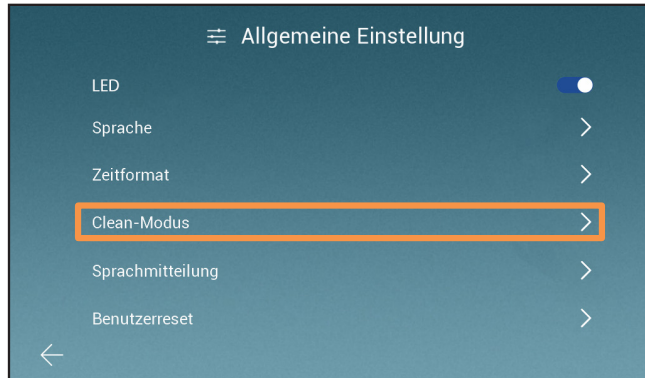 Allgemeine Einstellung
LED
Sprache
Zeitformat
Clean-Modus
Sprachmitteilung
Benutzerreset